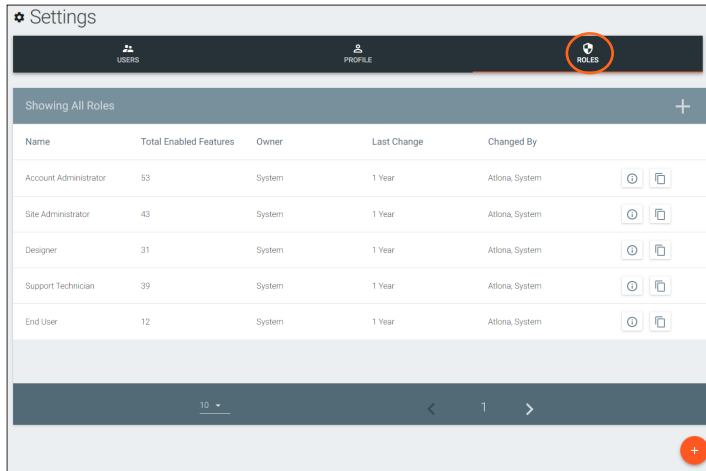 Settings
USERS PROFILE ROLES
Showing All Roles
Name Total Enabled Features Owner Last Change Changed By
Account Administrator 53 System 1 Year Atlona, System
Site Administrator 43 System 1 Year Atlona, System
Designer 31 System 1 Year Atlona, System
Support Technician 39 System 1 Year Atlona, System
End User 12 System 1 Year Atlona, System
10 1